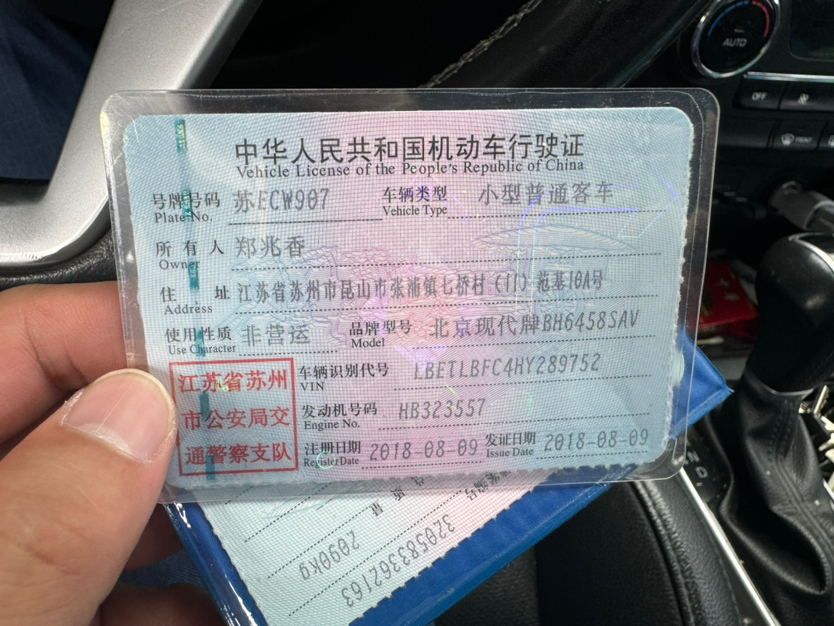 中华人民共和国机动车行驶证
Vehicle License of the People's Republic of China
号牌号码 苏ECW907 车辆类型 小型普通客车
Plate No. Vehicle Type
所有人 郑兆香
Owner
住址 江苏省苏州市昆山市张浦镇七桥村(11)施基10A号
Address
使用性质 非营运 品牌型号 北京现代牌BH6458SAV
Use Character Model
江苏省苏州
市公安局交
通警察支队
车辆识别代号 LBETLBFC4HY289752
VIN
发动机号码 HB323557
Engine No.
注册日期 2018-08-09 发证日期 2018-08-09
Register Date Issue Date
2090kg
320583362163
AUTO
OFF
FRONT